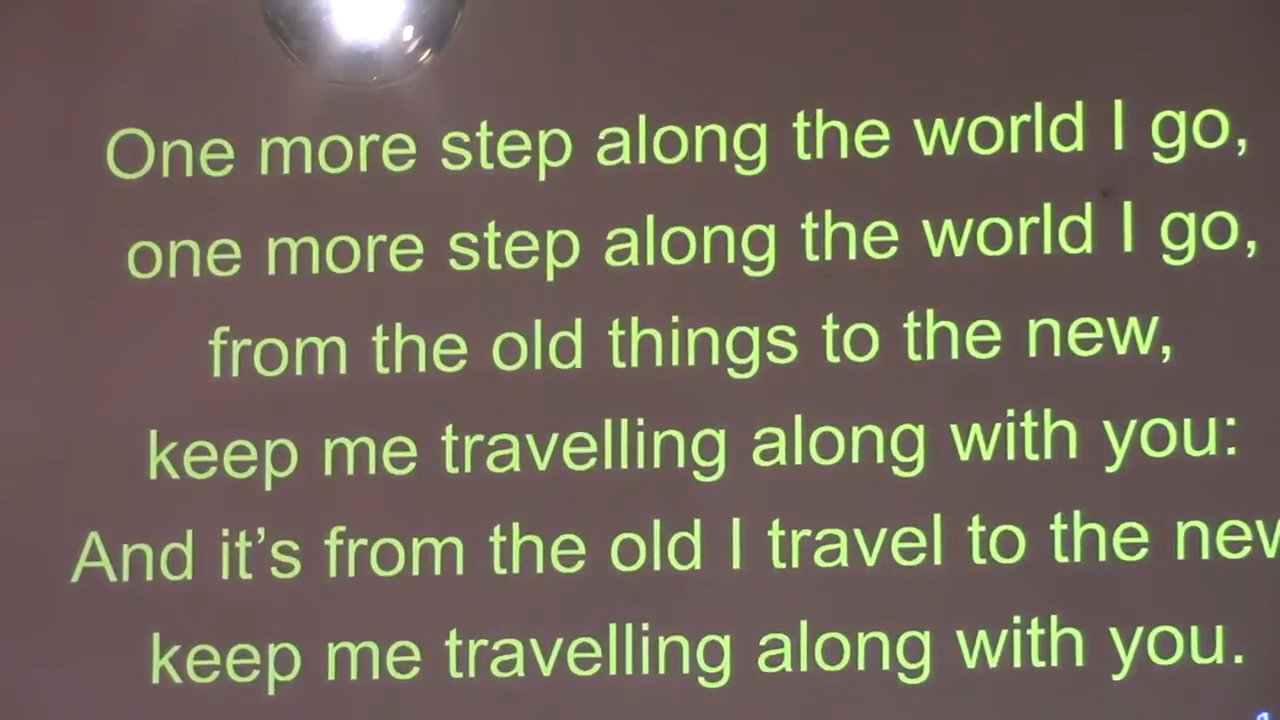 One more step along the world I go,
one more step along the world I go,
from the old things to the new,
keep me travelling along with you:
And it's from the old I travel to the new
keep me travelling along with you.